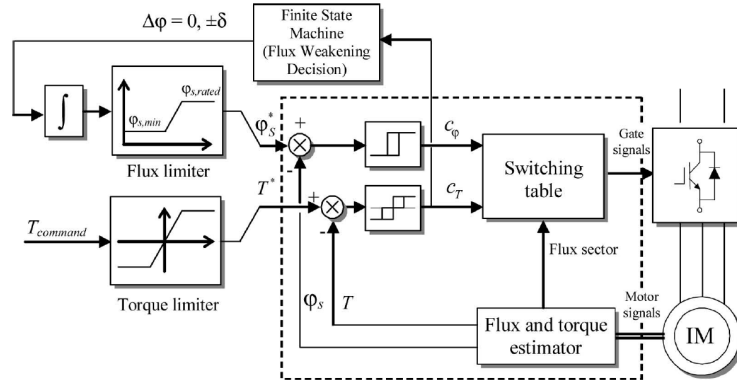 Δφ = 0, ±δ
Finite State
Machine
(Flux Weakening
Decision)
∫
φs,rated
φs,min
Flux limiter
φs*
+
-
cφ
Switching
table
Gate
signals
T*
+
-
cT
Tcommand
Torque limiter
Flux sector
φs
T
Flux and torque
estimator
Motor
signals
IM